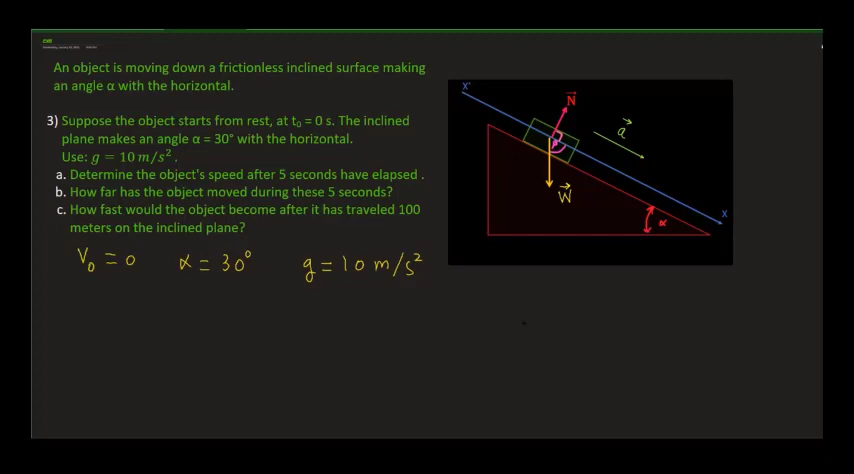 An object is moving down a frictionless inclined surface making
an angle α with the horizontal.
3) Suppose the object starts from rest, at t₀ = 0 s. The inclined
plane makes an angle α = 30° with the horizontal.
Use: g = 10 m/s².
a. Determine the object's speed after 5 seconds have elapsed .
b. How far has the object moved during these 5 seconds?
c. How fast would the object become after it has traveled 100
meters on the inclined plane?
V₀ = 0 α = 30° g = 10 m/s²
X'
N⃗
a⃗
W⃗
X
α